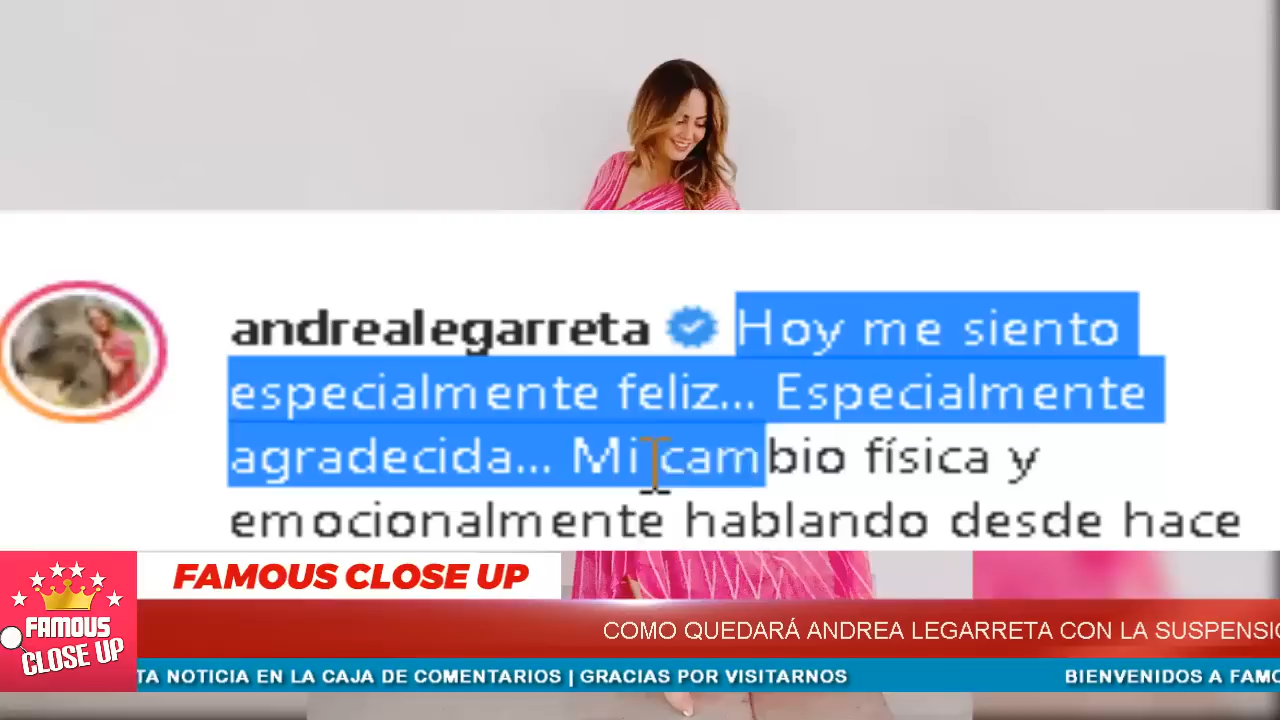 andrealegarreta Hoy me siento
especialmente feliz... Especialmente
agradecida... Mi cambio física y
emocionalmente hablando desde hace
FAMOUS CLOSE UP
FAMOUS
CLOSE UP
COMO QUEDARÁ ANDREA LEGARRETA CON LA SUSPENSIO
TA NOTICIA EN LA CAJA DE COMENTARIOS | GRACIAS POR VISITARNOS
BIENVENIDOS A FAMO